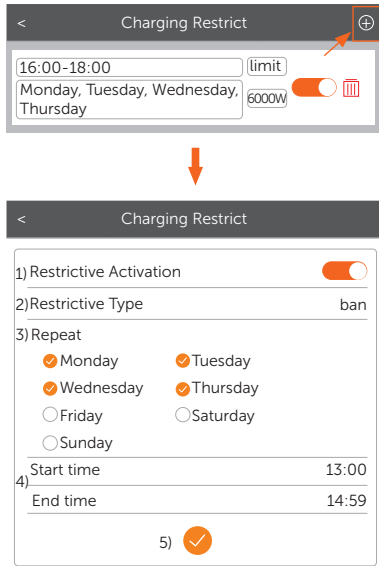 < Charging Restrict
16:00-18:00 limit
Monday, Tuesday, Wednesday,
Thursday
6000W
< Charging Restrict
1) Restrictive Activation
2) Restrictive Type ban
3) Repeat
Monday Tuesday
Wednesday Thursday
Friday Saturday
Sunday
4) Start time 13:00
End time 14:59
5)